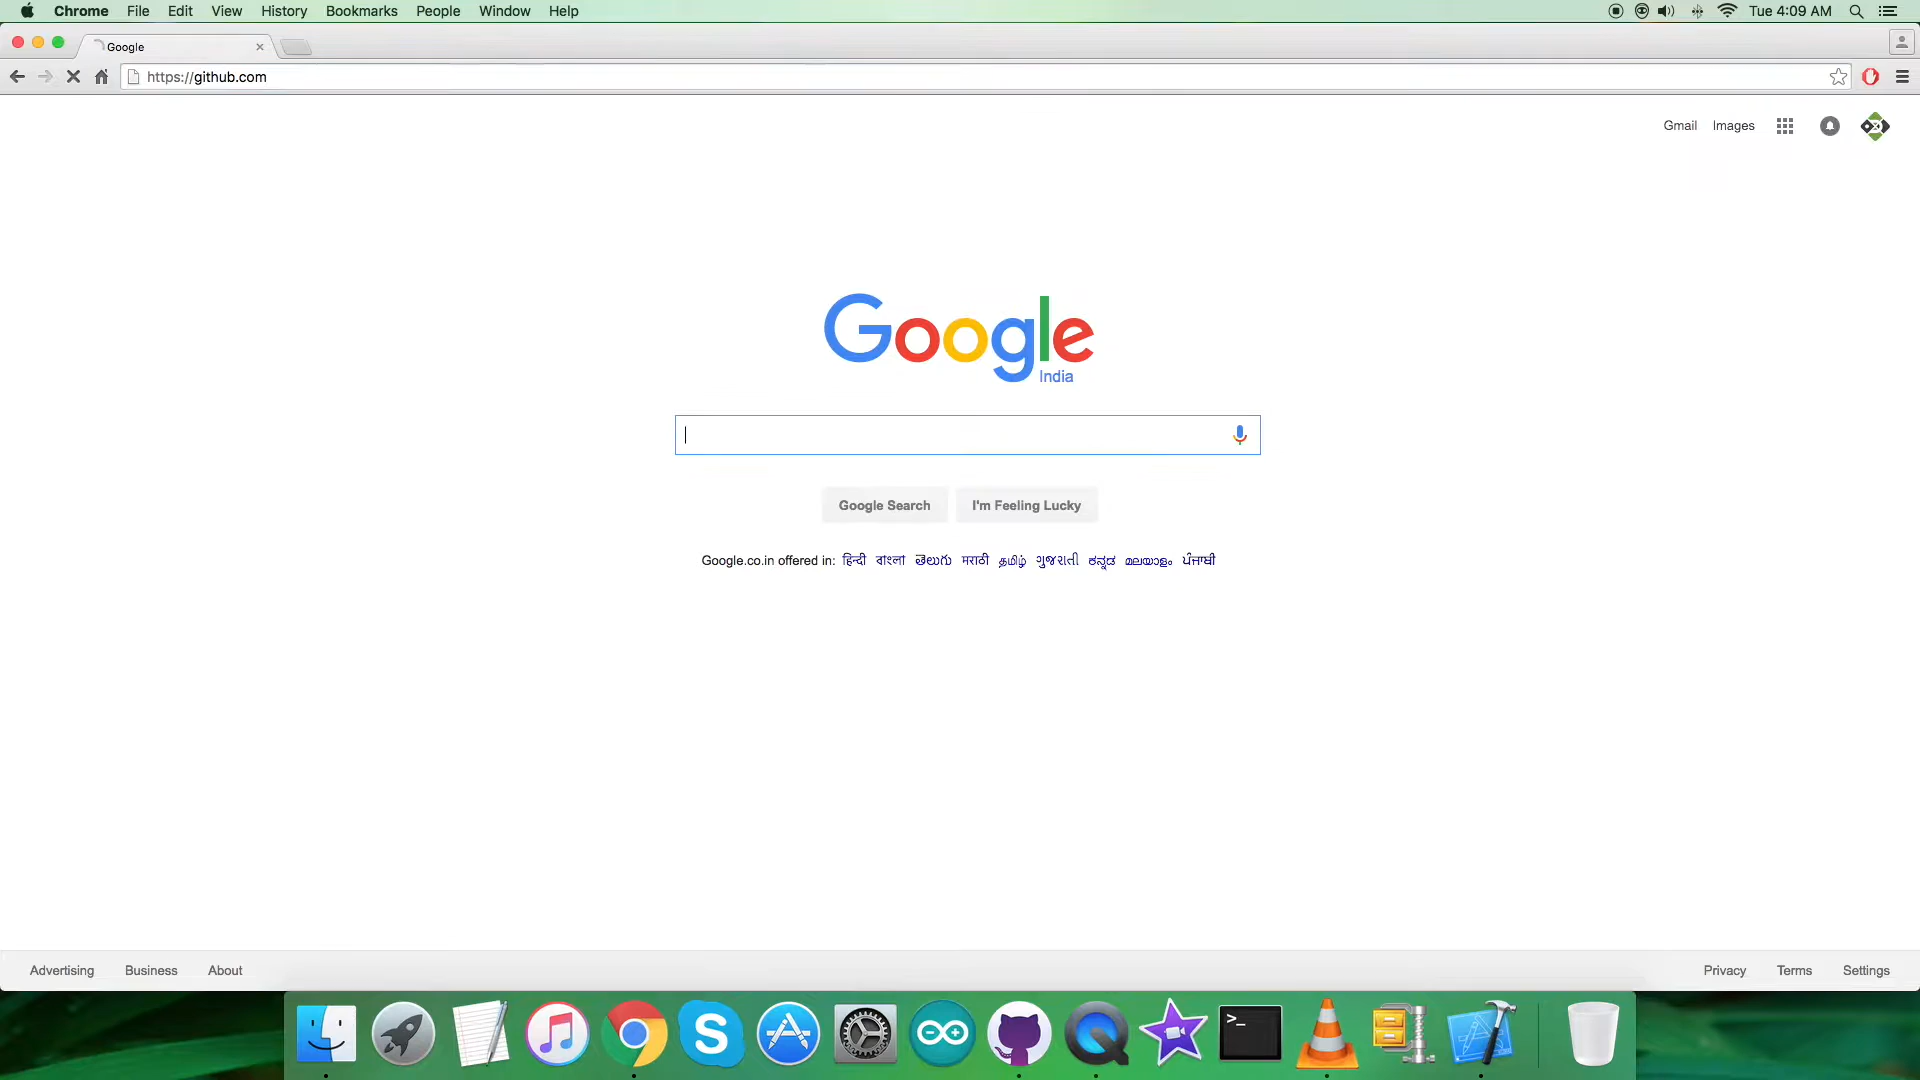 Chrome File Edit View History Bookmarks People Window Help Tue 4:09 AM
Google
https://github.com
Gmail Images
Google
India
Google Search I'm Feeling Lucky
Google.co.in offered in: हिन्दी বাংলা తెలుగు मराठी தமிழ் ગુજરાતી ಕನ್ನಡ മലയാളം ਪੰਜਾਬੀ
Advertising Business About Privacy Terms Settings